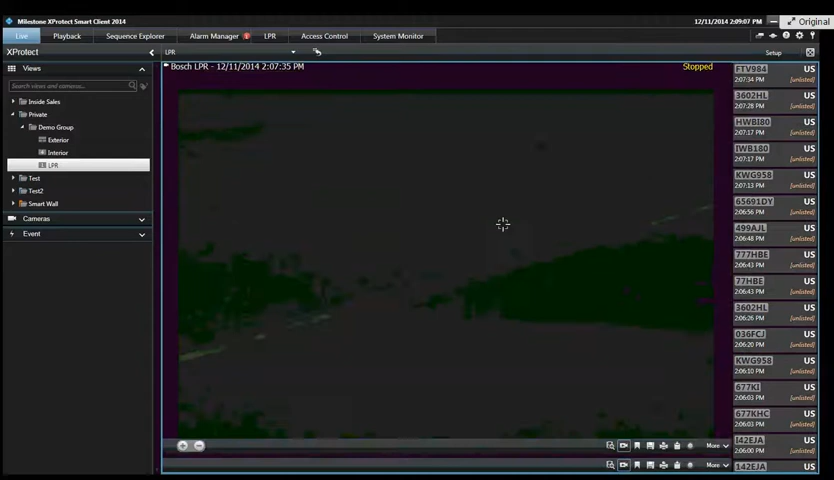 Milestone XProtect Smart Client 2014
12/11/2014 2:09:07 PM
Original
Live
Playback
Sequence Explorer
Alarm Manager
LPR
Access Control
System Monitor
XProtect
LPR
Setup
Views
Search views and cameras...
Inside Sales
Private
Demo Group
Exterior
Interior
LPR
Test
Test2
Smart Wall
Cameras
Event
Bosch LPR - 12/11/2014 2:07:35 PM
Stopped
More
More
FTV984 US
2:07:34 PM [unlisted]
3602HL US
2:07:28 PM [unlisted]
HWBI80 US
2:07:17 PM [unlisted]
IWB180 US
2:07:17 PM [unlisted]
KWG958 US
2:07:13 PM [unlisted]
65691DY US
2:06:56 PM [unlisted]
499AJL US
2:06:48 PM [unlisted]
777HBE US
2:06:43 PM [unlisted]
77HBE US
2:06:43 PM [unlisted]
3602HL US
2:06:26 PM [unlisted]
036FCJ US
2:06:20 PM [unlisted]
KWG958 US
2:06:10 PM [unlisted]
677KI US
2:06:03 PM [unlisted]
677KHC US
2:06:03 PM [unlisted]
I42EJA US
2:06:00 PM [unlisted]
142EJA US